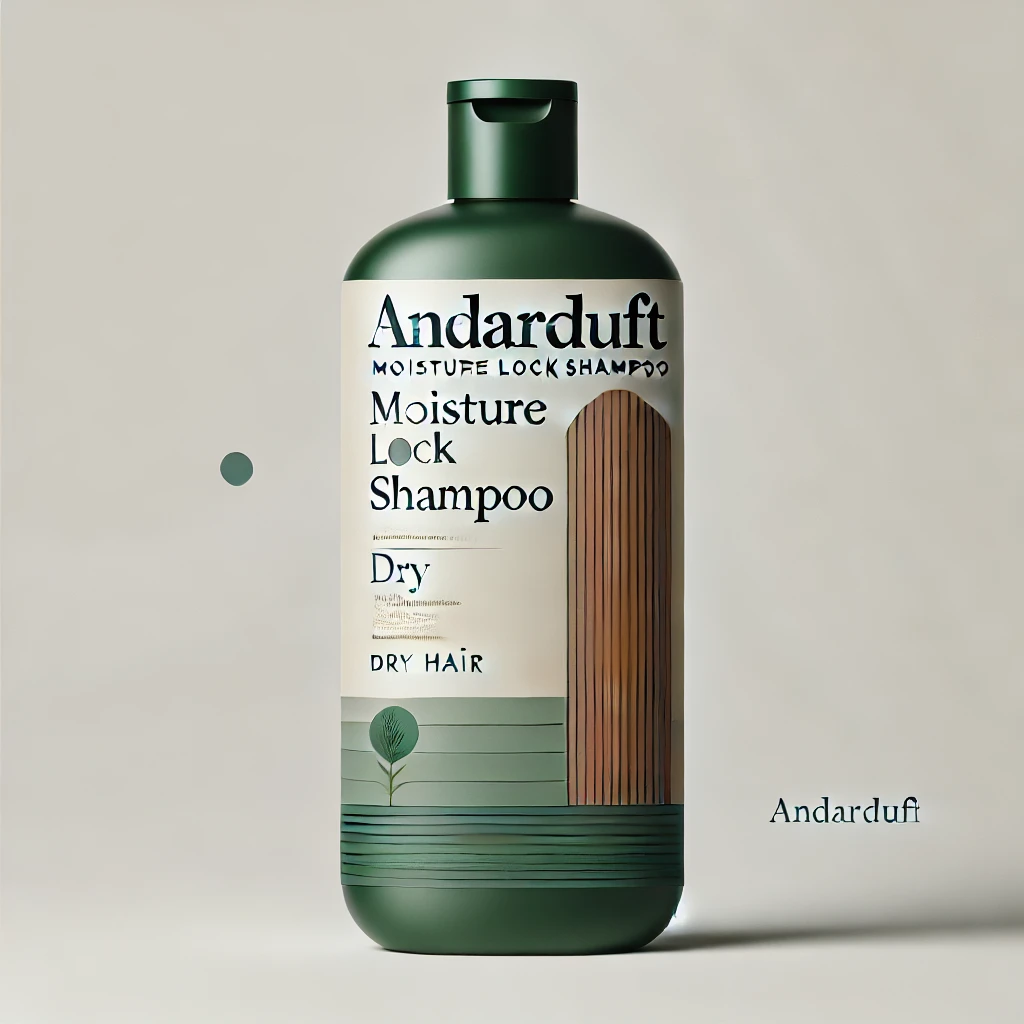 Andarduft
MOISTURE LOCK SHAMPOO
Moisture
Lock
Shampoo
Dry
DRY HAIR
Andarduft